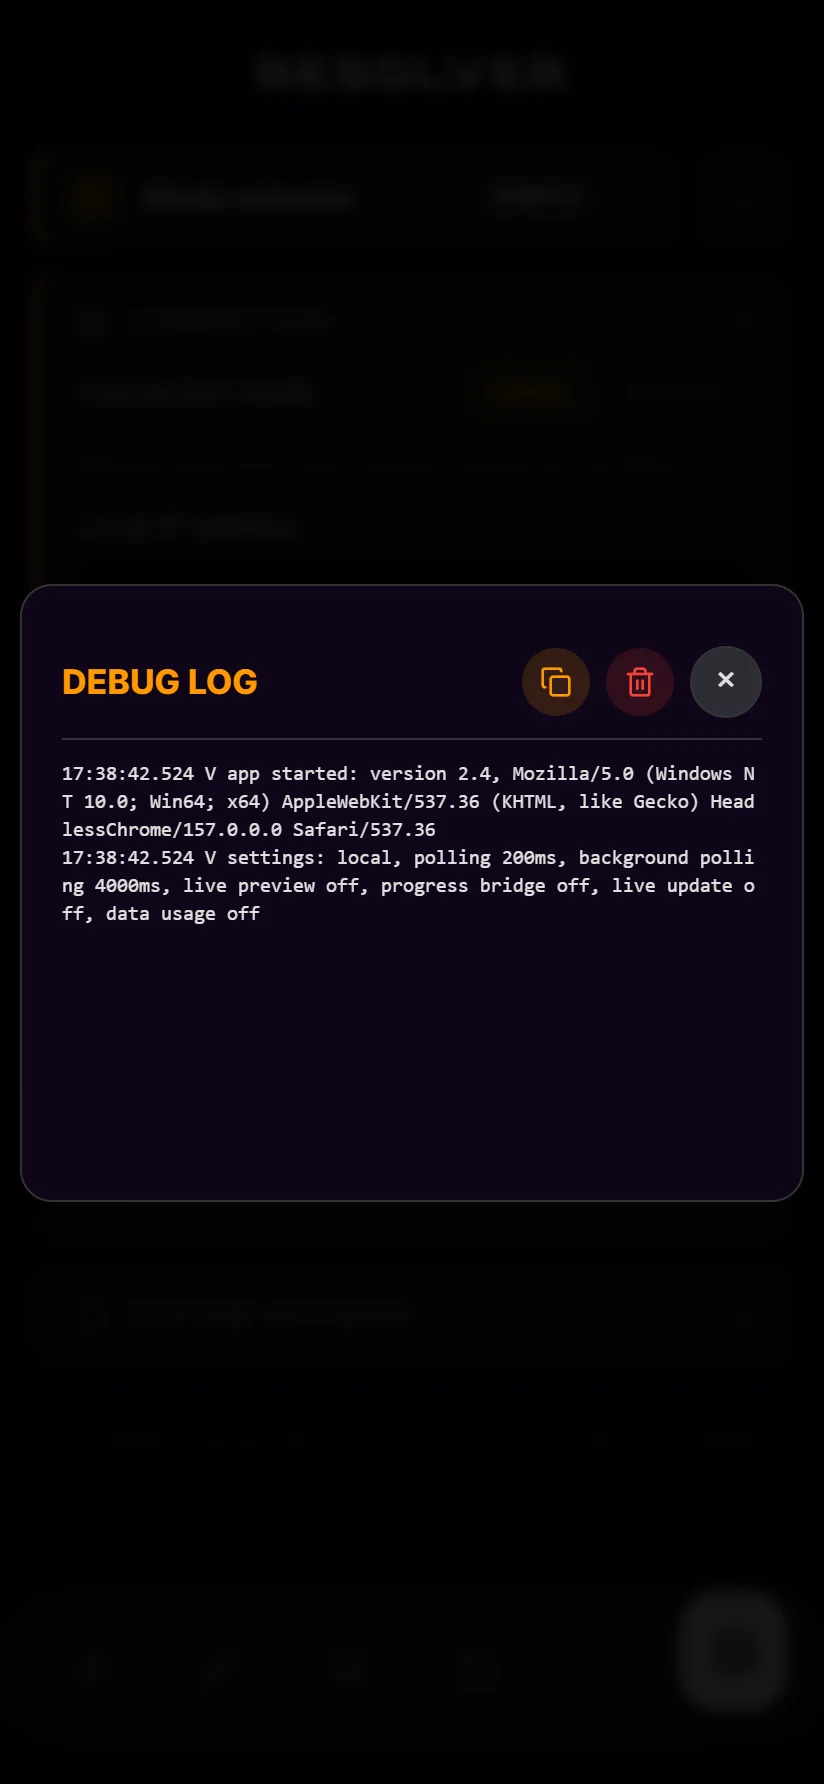 RESOLVER
DEBUG LOG
17:38:42.524 V app started: version 2.4, Mozilla/5.0 (Windows N
T 10.0; Win64; x64) AppleWebKit/537.36 (KHTML, like Gecko) Head
lessChrome/157.0.0.0 Safari/537.36
17:38:42.524 V settings: local, polling 200ms, background polli
ng 4000ms, live preview off, progress bridge off, live update o
ff, data usage off